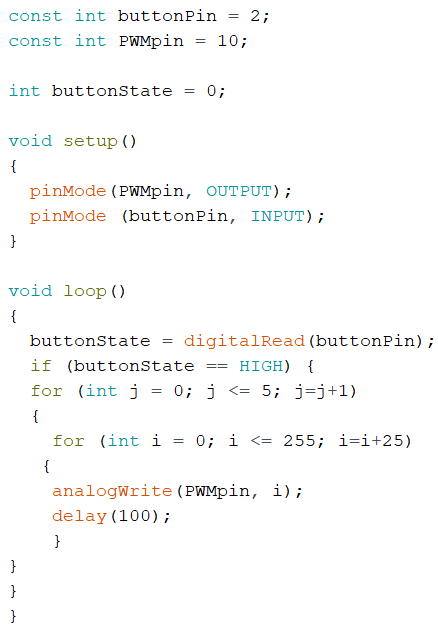 const int buttonPin = 2;
const int PWMpin = 10;

int buttonState = 0;

void setup()
{
  pinMode(PWMpin, OUTPUT);
  pinMode (buttonPin, INPUT);
}

void loop()
{
  buttonState = digitalRead(buttonPin);
  if (buttonState == HIGH) {
  for (int j = 0; j <= 5; j=j+1)
  {
    for (int i = 0; i <= 255; i=i+25)
   {
    analogWrite(PWMpin, i);
    delay(100);
    }
}
}
}